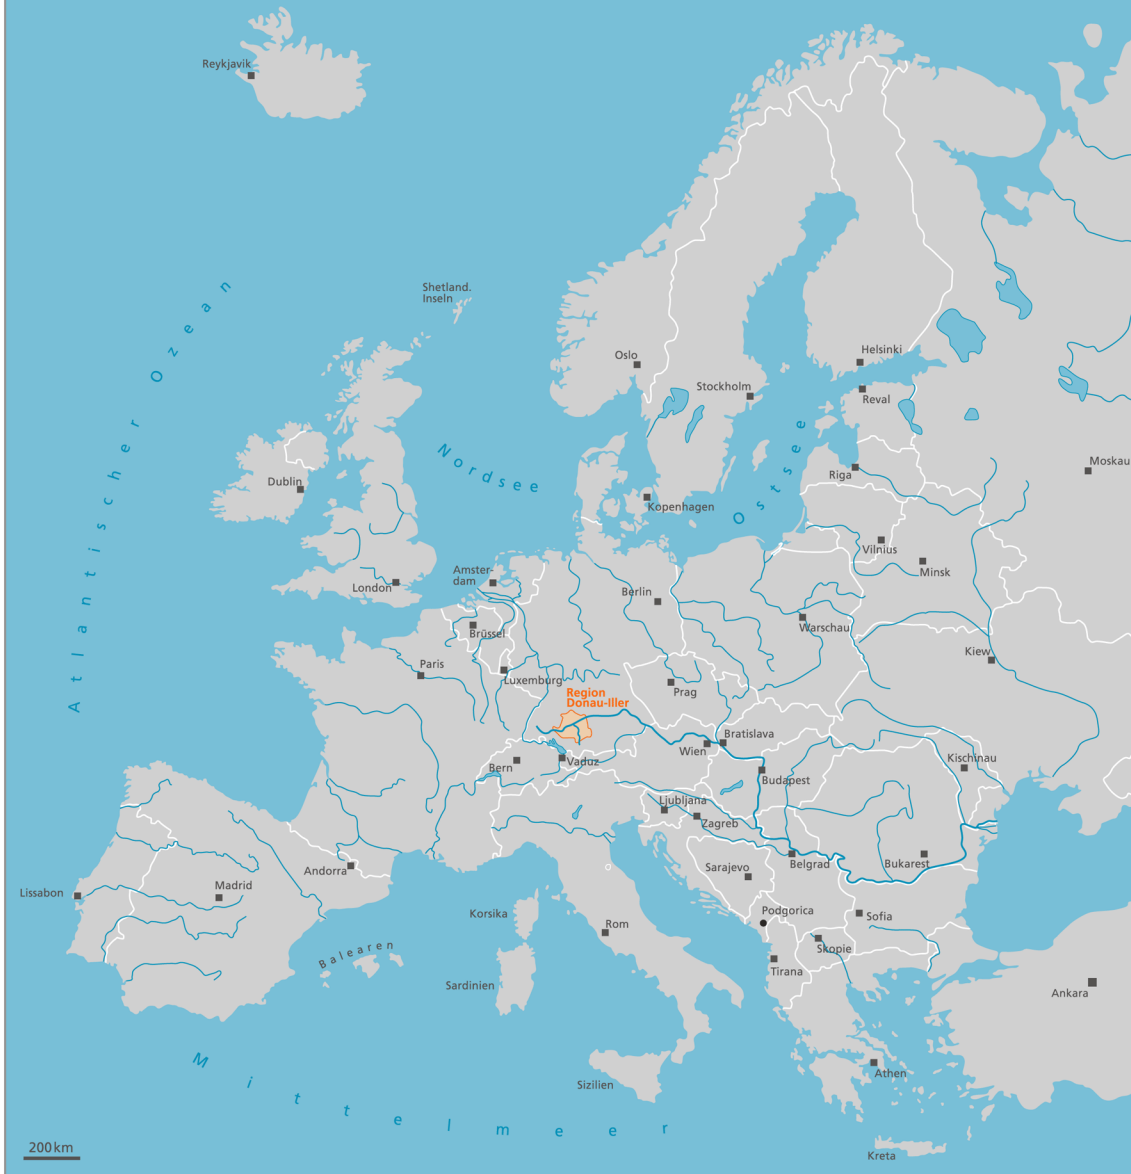 Reykjavik
Shetland.
Inseln
Atlantischer Ozean
Oslo
Helsinki
Stockholm
Reval
Nordsee
Ostsee
Riga
Moskau
Dublin
Kopenhagen
Vilnius
Minsk
Amster-
dam
London
Berlin
Brüssel
Warschau
Kiew
Paris
Luxemburg
Prag
Region
Donau-Iller
Wien
Bratislava
Bern
Vaduz
Budapest
Kischinau
Ljubljana
Zagreb
Andorra
Sarajevo
Belgrad
Bukarest
Lissabon
Madrid
Korsika
Rom
Podgorica
Sofia
Balearen
Skopie
Sardinien
Tirana
Ankara
Mittelmeer
Sizilien
Athen
200 km
Kreta